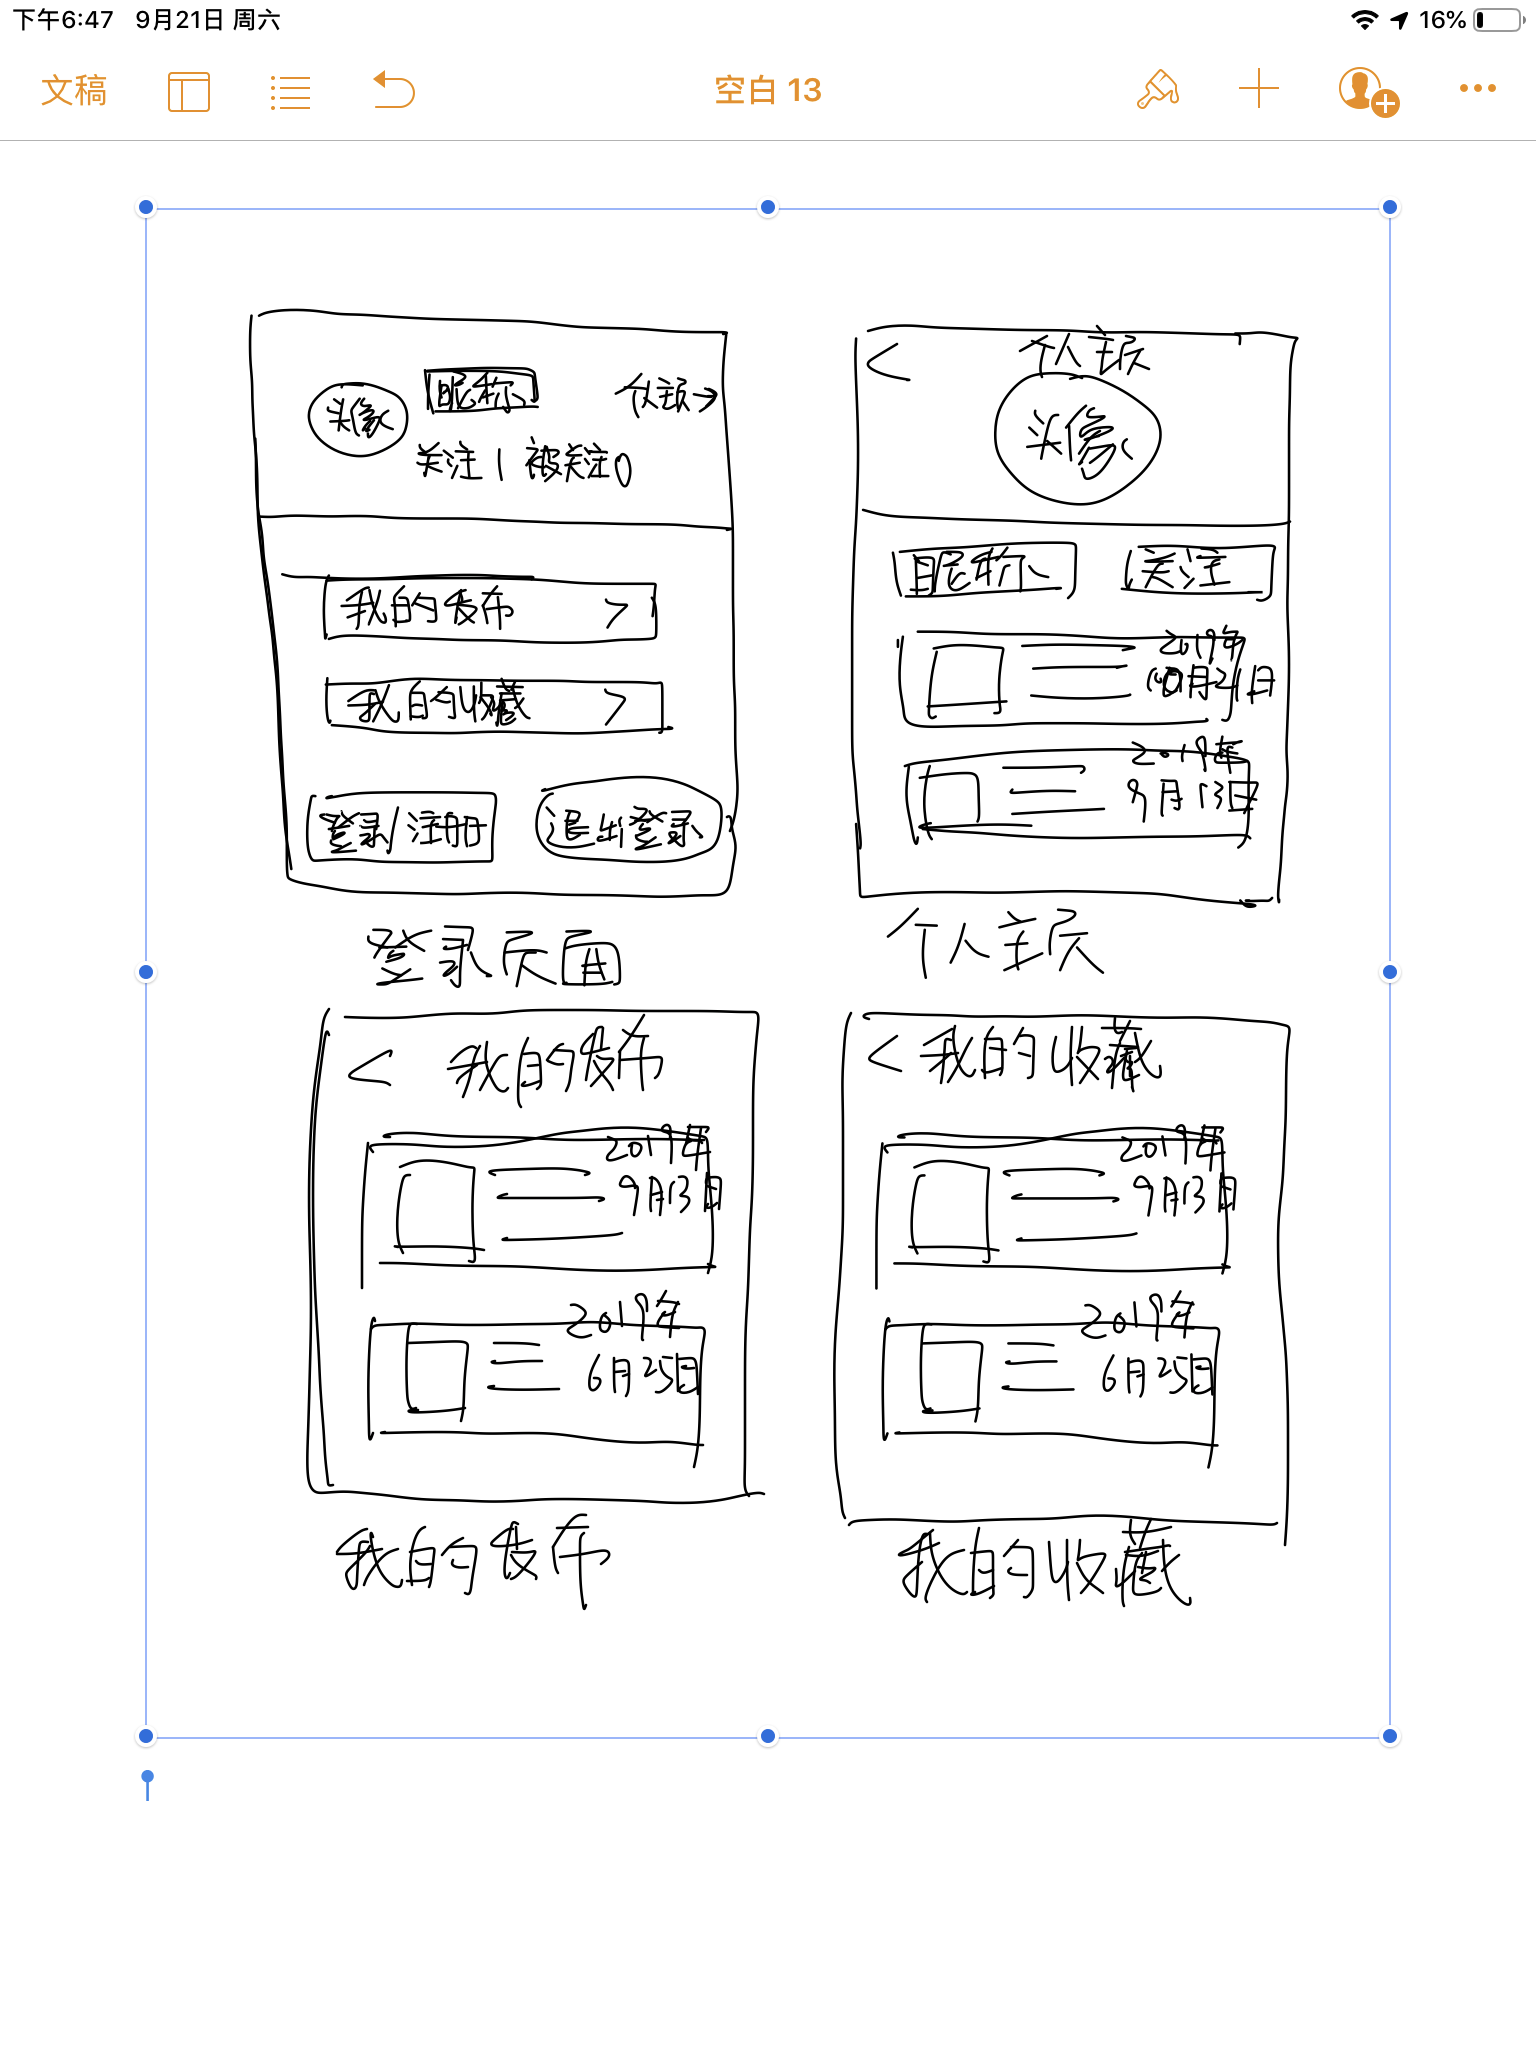 下午6:47 9月21日 周六
16%
文稿
空白 13
昵称
头像
个人主页→
关注 1 被关注0
我的发布 >
我的收藏 >
登录/注册 退出登录
登录页面
< 个人主页
头像
昵称 关注
2019年
10月21日
2019年
9月13日
个人主页
< 我的发布
2019年
9月13日
2019年
6月25日
我的发布
< 我的收藏
2019年
9月13日
2019年
6月25日
我的收藏